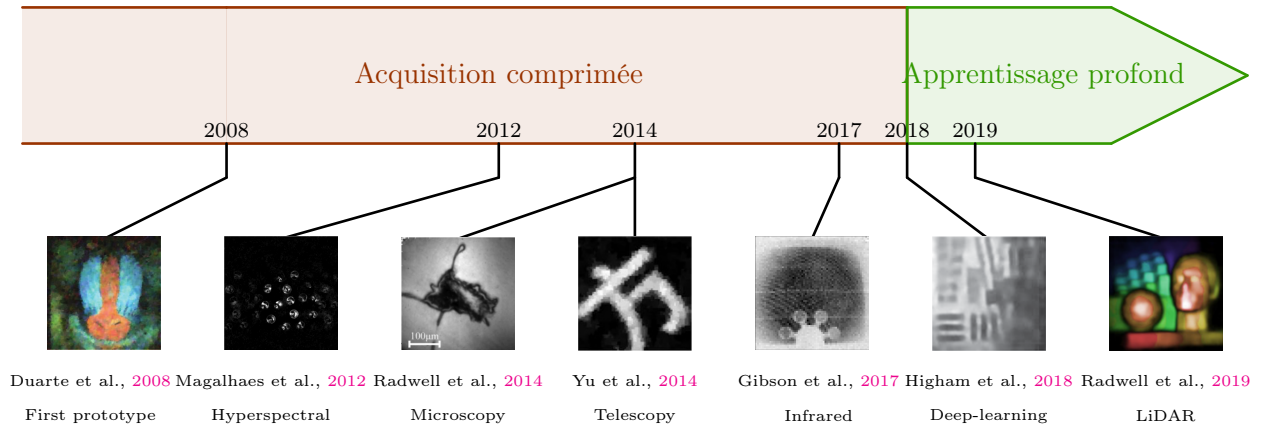 Acquisition comprimée
Apprentissage profond
2008
2012
2014
2017
2018
2019
100μm
Duarte et al., 2008
First prototype
Magalhaes et al., 2012
Hyperspectral
Radwell et al., 2014
Microscopy
Yu et al., 2014
Telescopy
Gibson et al., 2017
Infrared
Higham et al., 2018
Deep-learning
Radwell et al., 2019
LiDAR